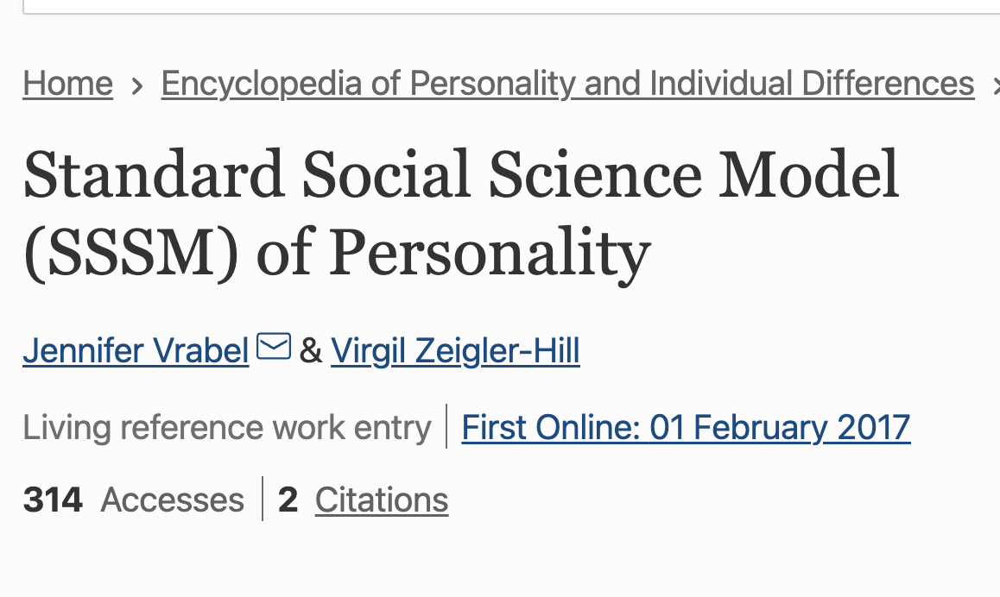 Home > Encyclopedia of Personality and Individual Differences >
Standard Social Science Model
(SSSM) of Personality
Jennifer Vrabel & Virgil Zeigler-Hill
Living reference work entry | First Online: 01 February 2017
314 Accesses | 2 Citations